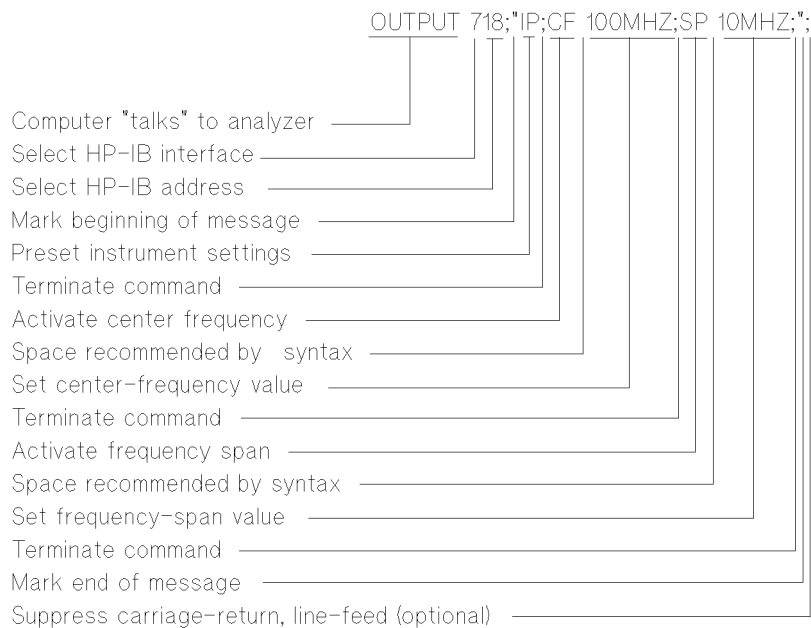 OUTPUT 718;"IP;CF 100MHZ;SP 10MHZ;";
Computer "talks" to analyzer
Select HP-IB interface
Select HP-IB address
Mark beginning of message
Preset instrument settings
Terminate command
Activate center frequency
Space recommended by syntax
Set center-frequency value
Terminate command
Activate frequency span
Space recommended by syntax
Set frequency-span value
Terminate command
Mark end of message
Suppress carriage-return, line-feed (optional)